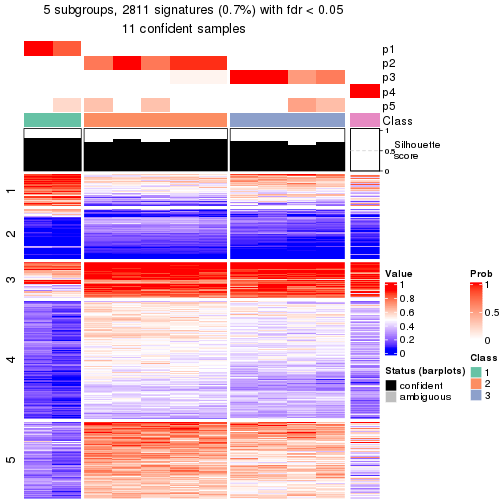 5 subgroups, 2811 signatures (0.7%) with fdr < 0.05
11 confident samples
p1
p2
p3
p4
p5
Class
1
0.5
0
Silhouette
score
1
2
3
4
5
Value
1
0.8
0.6
0.4
0.2
0
Prob
1
0.5
0
Status (barplots)
confident
ambiguous
Class
1
2
3